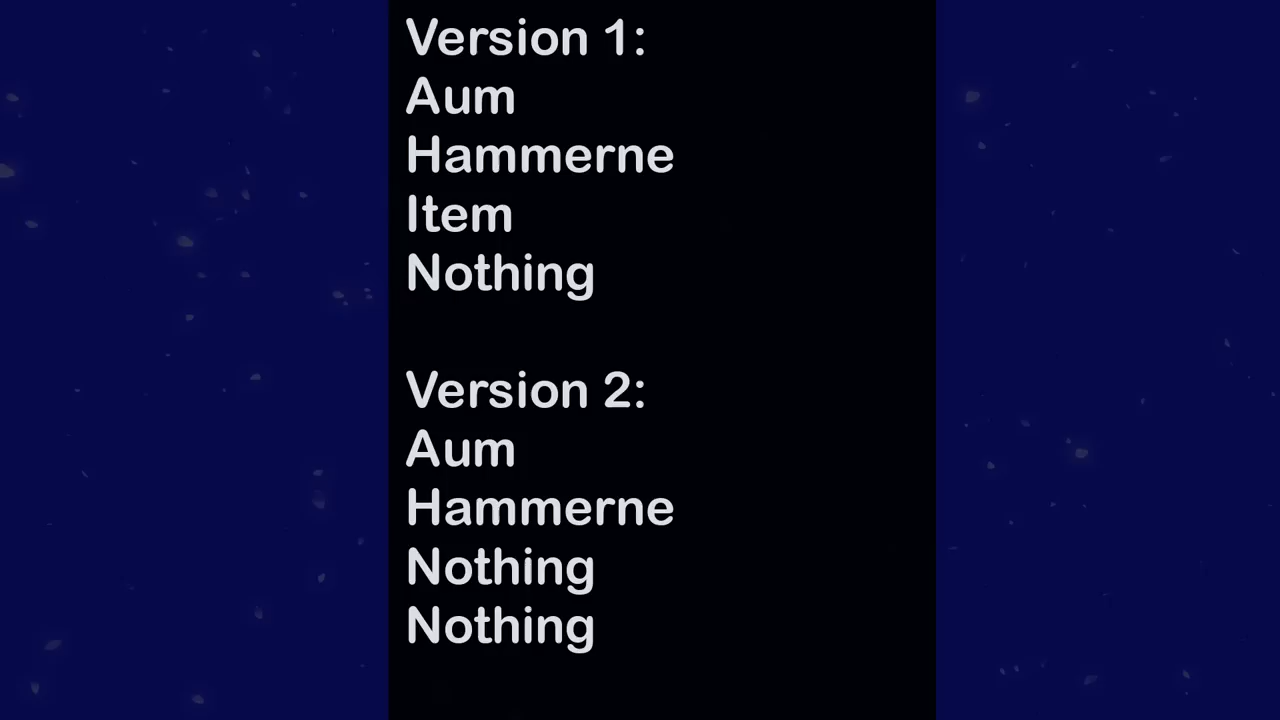 Version 1:
Aum
Hammerne
Item
Nothing
Version 2:
Aum
Hammerne
Nothing
Nothing